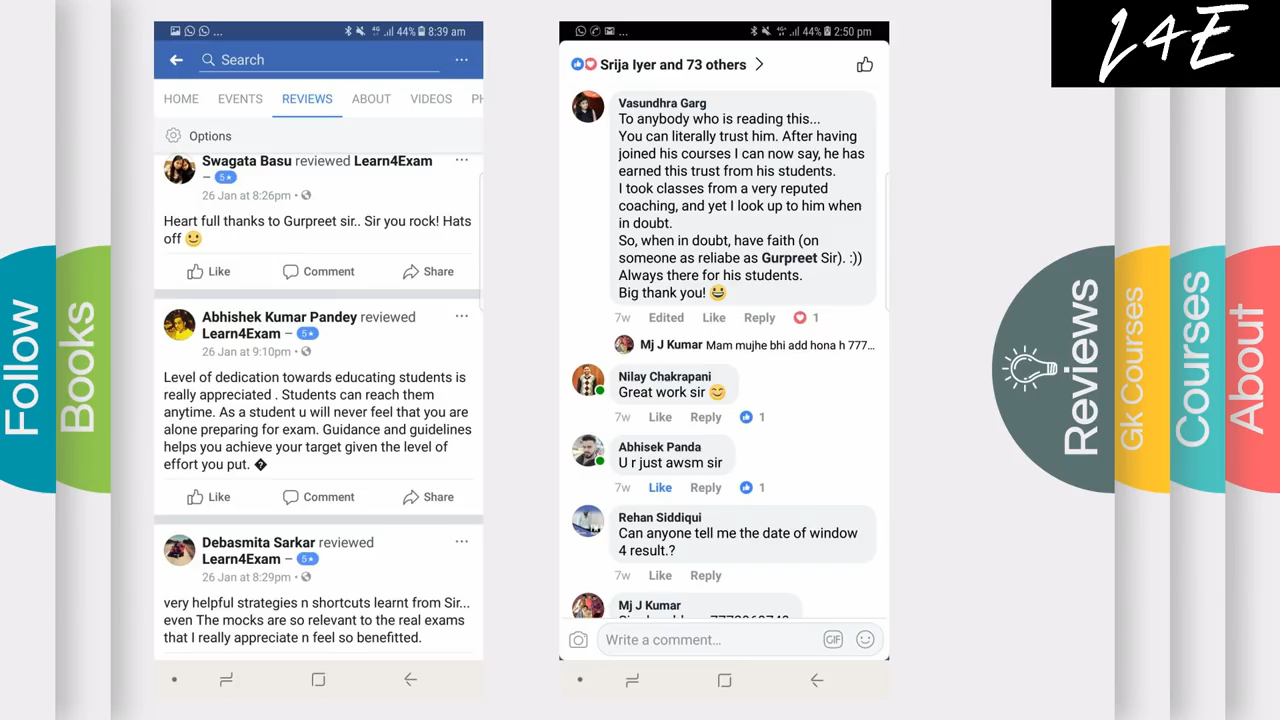 L4E
Follow
Books
... 44% 8:39 am
Search
HOME EVENTS REVIEWS ABOUT VIDEOS
Options
Swagata Basu reviewed Learn4Exam
– 5★
26 Jan at 8:26pm •
Heart full thanks to Gurpreet sir.. Sir you rock! Hats
off 🙂
Like Comment Share
Abhishek Kumar Pandey reviewed
Learn4Exam – 5★
26 Jan at 9:10pm •
Level of dedication towards educating students is
really appreciated . Students can reach them
anytime. As a student u will never feel that you are
alone preparing for exam. Guidance and guidelines
helps you achieve your target given the level of
effort you put. �
Like Comment Share
Debasmita Sarkar reviewed
Learn4Exam – 5★
26 Jan at 8:29pm •
very helpful strategies n shortcuts learnt from Sir...
even The mocks are so relevant to the real exams
that I really appreciate n feel so benefitted.
... 44% 2:50 pm
Srija Iyer and 73 others
Vasundhra Garg
To anybody who is reading this...
You can literally trust him. After having
joined his courses I can now say, he has
earned this trust from his students.
I took classes from a very reputed
coaching, and yet I look up to him when
in doubt.
So, when in doubt, have faith (on
someone as reliabe as Gurpreet Sir). :))
Always there for his students.
Big thank you! 😀
7w Edited Like Reply 1
Mj J Kumar Mam mujhe bhi add hona h 777...
Nilay Chakrapani
Great work sir 😊
7w Like Reply 1
Abhisek Panda
U r just awsm sir
7w Like Reply 1
Rehan Siddiqui
Can anyone tell me the date of window
4 result.?
7w Like Reply
Mj J Kumar
Write a comment...
GIF
Reviews
Gk Courses
Courses
About